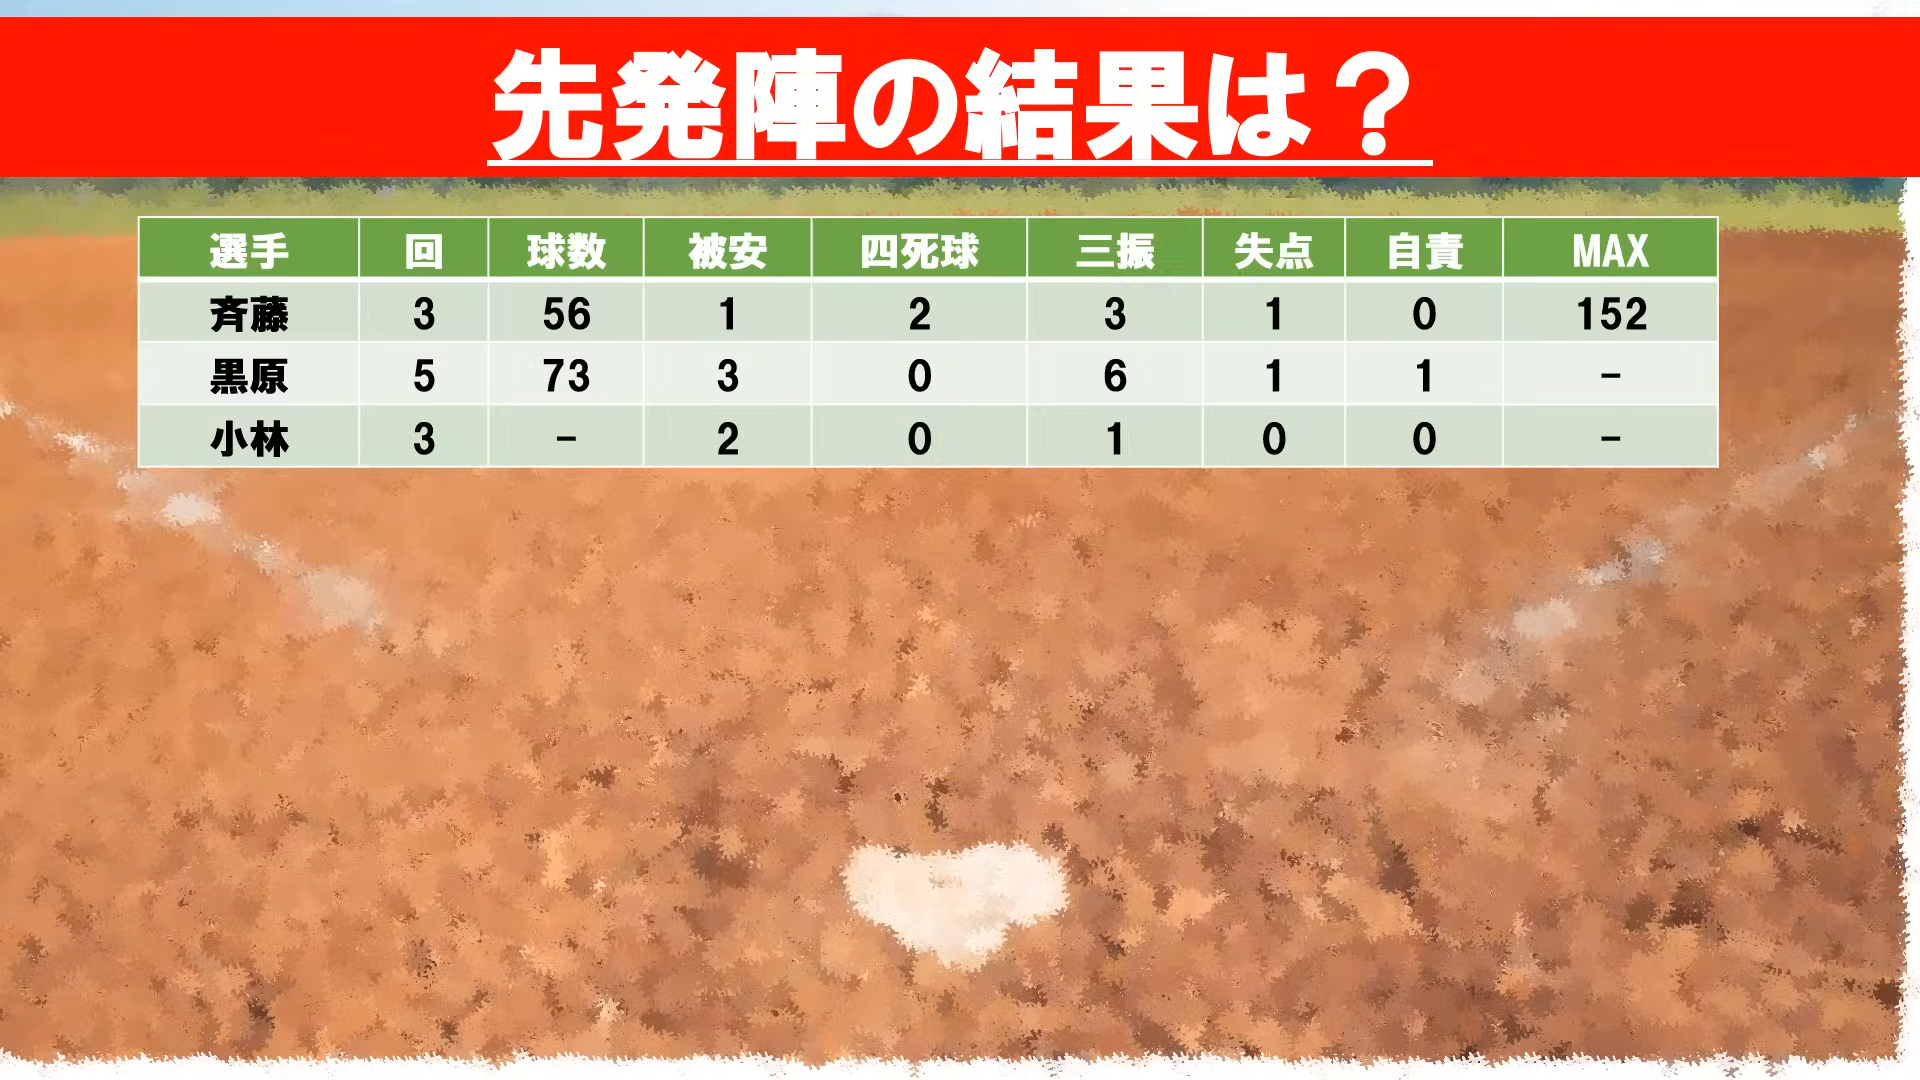 先発陣の結果は？
選手 回 球数 被安 四死球 三振 失点 自責 MAX
斉藤 3 56 1 2 3 1 0 152
黒原 5 73 3 0 6 1 1 -
小林 3 - 2 0 1 0 0 -